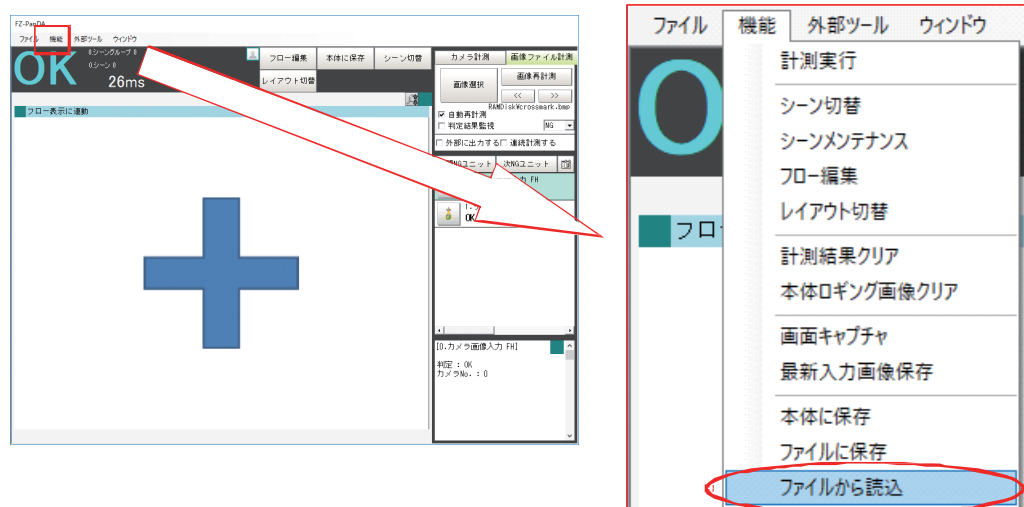 FZ-PanDA
ファイル 機能 外部ツール ウィンドウ
OK
0.シーングループ 0
0.シーン 0
26ms
フロー編集 本体に保存 シーン切替
レイアウト切替
カメラ計測 画像ファイル計測
画像選択 画像再計測
<< >>
RAMDisk¥crossmark.bmp
自動再計測
判定結果監視 NG
外部に出力する 連続計測する
NGユニット 次NGユニット
力 FH
1.
OK
フロー表示に連動
[0.カメラ画像入力 FH]
判定 : OK
カメラNo. : 0
ファイル 機能 外部ツール ウィンドウ
計測実行
シーン切替
シーンメンテナンス
フロー編集
レイアウト切替
フロ
計測結果クリア
本体ロギング画像クリア
画面キャプチャ
最新入力画像保存
本体に保存
ファイルに保存
ファイルから読込